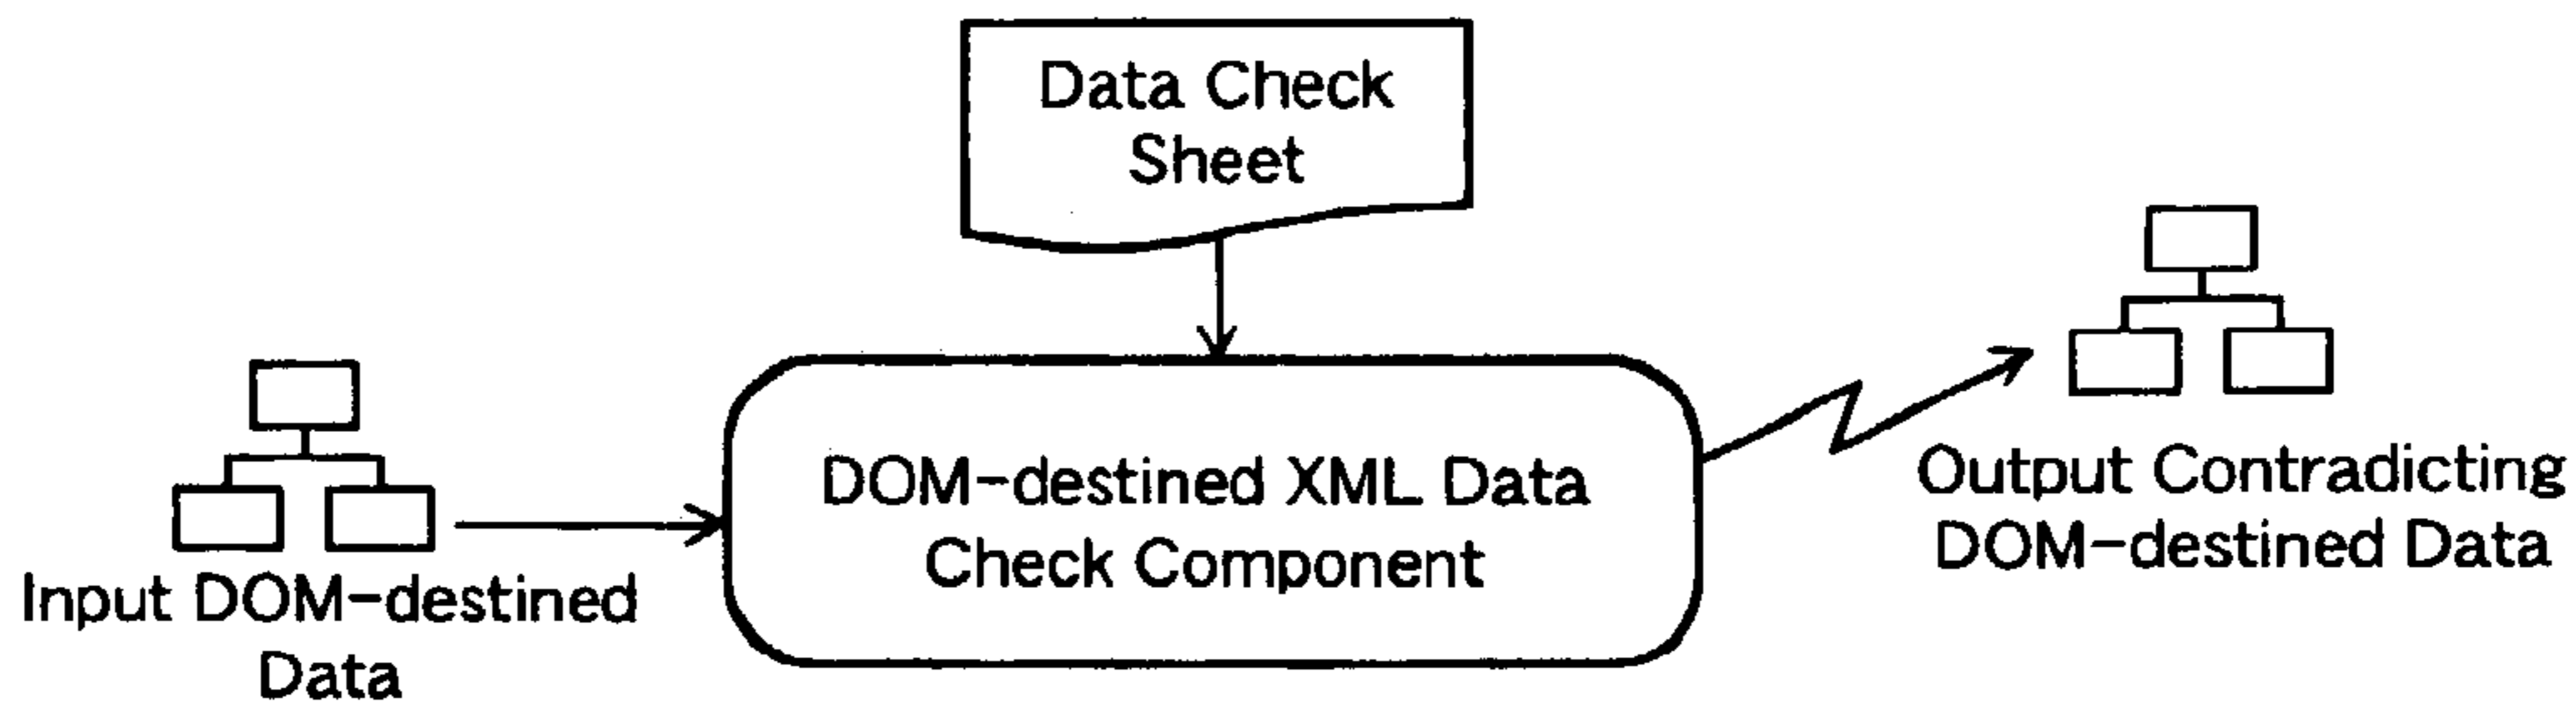 Data Check
Sheet
DOM-destined XML Data
Check Component
Input DOM-destined
Data
Output Contradicting
DOM-destined Data